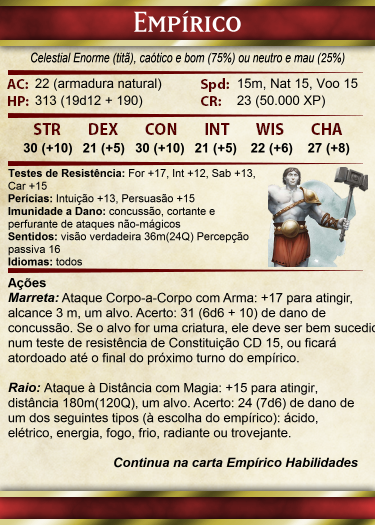 EMPÍRICO
Celestial Enorme (titã), caótico e bom (75%) ou neutro e mau (25%)
AC: 22 (armadura natural) Spd: 15m, Nat 15, Voo 15
HP: 313 (19d12 + 190) CR: 23 (50.000 XP)
STR DEX CON INT WIS CHA
30 (+10) 21 (+5) 30 (+10) 21 (+5) 22 (+6) 27 (+8)
Testes de Resistência: For +17, Int +12, Sab +13,
Car +15
Perícias: Intuição +13, Persuasão +15
Imunidade a Dano: concussão, cortante e
perfurante de ataques não-mágicos
Sentidos: visão verdadeira 36m(24Q) Percepção
passiva 16
Idiomas: todos
Ações
Marreta: Ataque Corpo-a-Corpo com Arma: +17 para atingir,
alcance 3 m, um alvo. Acerto: 31 (6d6 + 10) de dano de
concussão. Se o alvo for uma criatura, ele deve ser bem sucedid
num teste de resistência de Constituição CD 15, ou ficará
atordoado até o final do próximo turno do empírico.
Raio: Ataque à Distância com Magia: +15 para atingir,
distância 180m(120Q), um alvo. Acerto: 24 (7d6) de dano de
um dos seguintes tipos (à escolha do empírico): ácido,
elétrico, energia, fogo, frio, radiante ou trovejante.
Continua na carta Empírico Habilidades